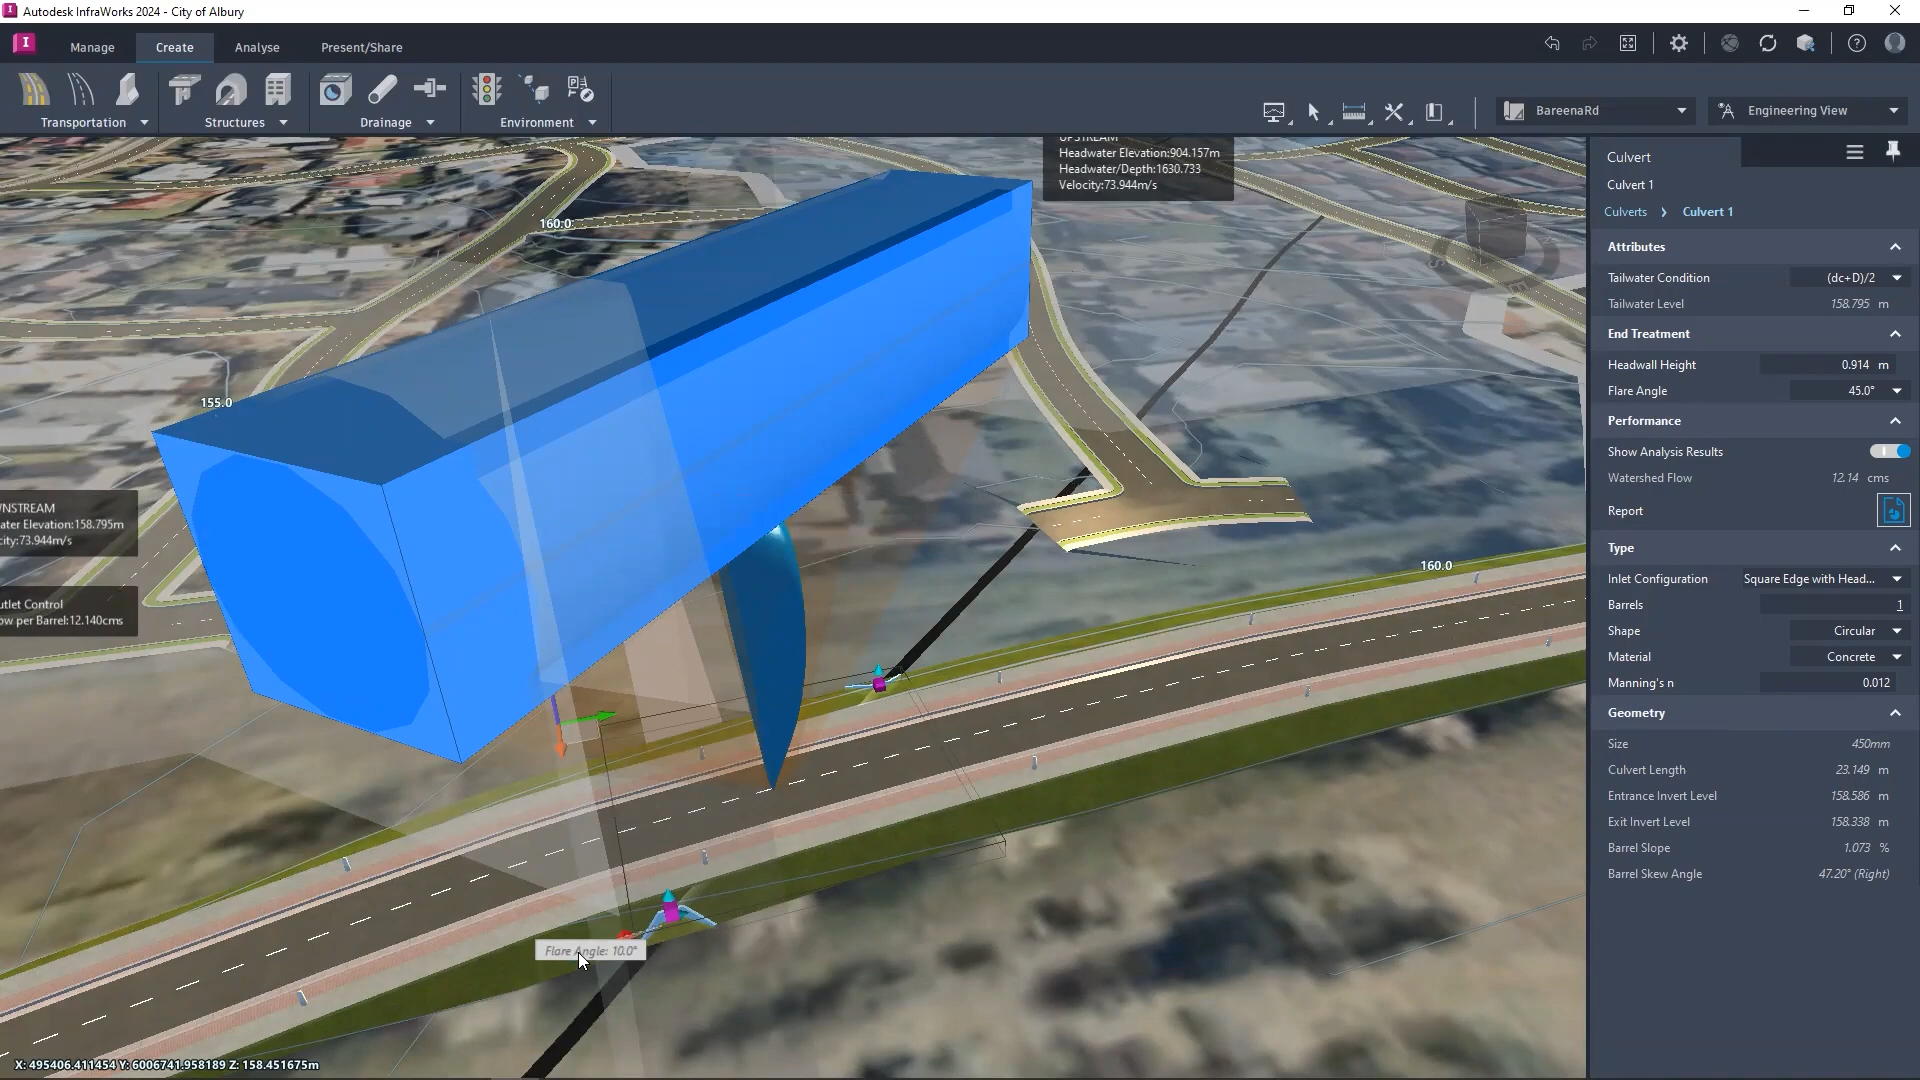 Autodesk InfraWorks 2024 - City of Albury
Manage
Create
Analyse
Present/Share
Transportation
Structures
Drainage
Environment
BareenaRd
Engineering View
UPSTREAM
Headwater Elevation:904.157m
Headwater/Depth:1630.733
Velocity:73.944m/s
160.0
155.0
NSTREAM
ater Elevation:158.795m
city:73.944m/s
utlet Control
ow per Barrel:12.140cms
160.0
Flare Angle: 10.0°
X: 495406.411454 Y: 6006741.958189 Z: 158.451675m
Culvert
Culvert 1
Culverts > Culvert 1
Attributes
Tailwater Condition (dc+D)/2
Tailwater Level 158.795 m
End Treatment
Headwall Height 0.914 m
Flare Angle 45.0°
Performance
Show Analysis Results
Watershed Flow 12.14 cms
Report
Type
Inlet Configuration Square Edge with Head...
Barrels 1
Shape Circular
Material Concrete
Manning's n 0.012
Geometry
Size 450mm
Culvert Length 23.149 m
Entrance Invert Level 158.586 m
Exit Invert Level 158.338 m
Barrel Slope 1.073 %
Barrel Skew Angle 47.20° (Right)